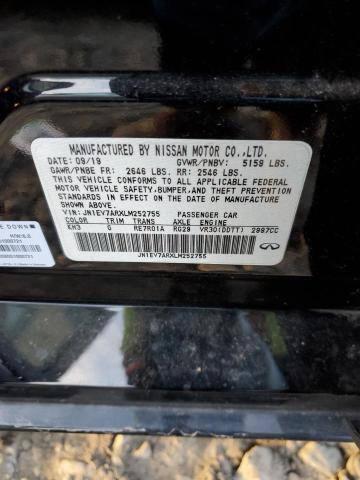 MANUFACTURED BY NISSAN MOTOR CO.,LTD.
DATE: 09/19 GVWR/PNBV: 5159 LBS.
GAWR/PNBE FR: 2646 LBS. RR: 2546 LBS.
THIS VEHICLE CONFORMS TO ALL APPLICABLE FEDERAL
MOTOR VEHICLE SAFETY, BUMPER, AND THEFT PREVENTION
STANDARDS IN EFFECT ON THE DATE OF MANUFACTURE
SHOWN ABOVE.
VIN: JN1EV7ARXLM252755 PASSENGER CAR
COLOR TRIM TRANS AXLE ENGINE
KH3 G RE7R01A RG29 VR30(DDTT) 2997CC
JN1EV7ARXLM252755
E DOWN